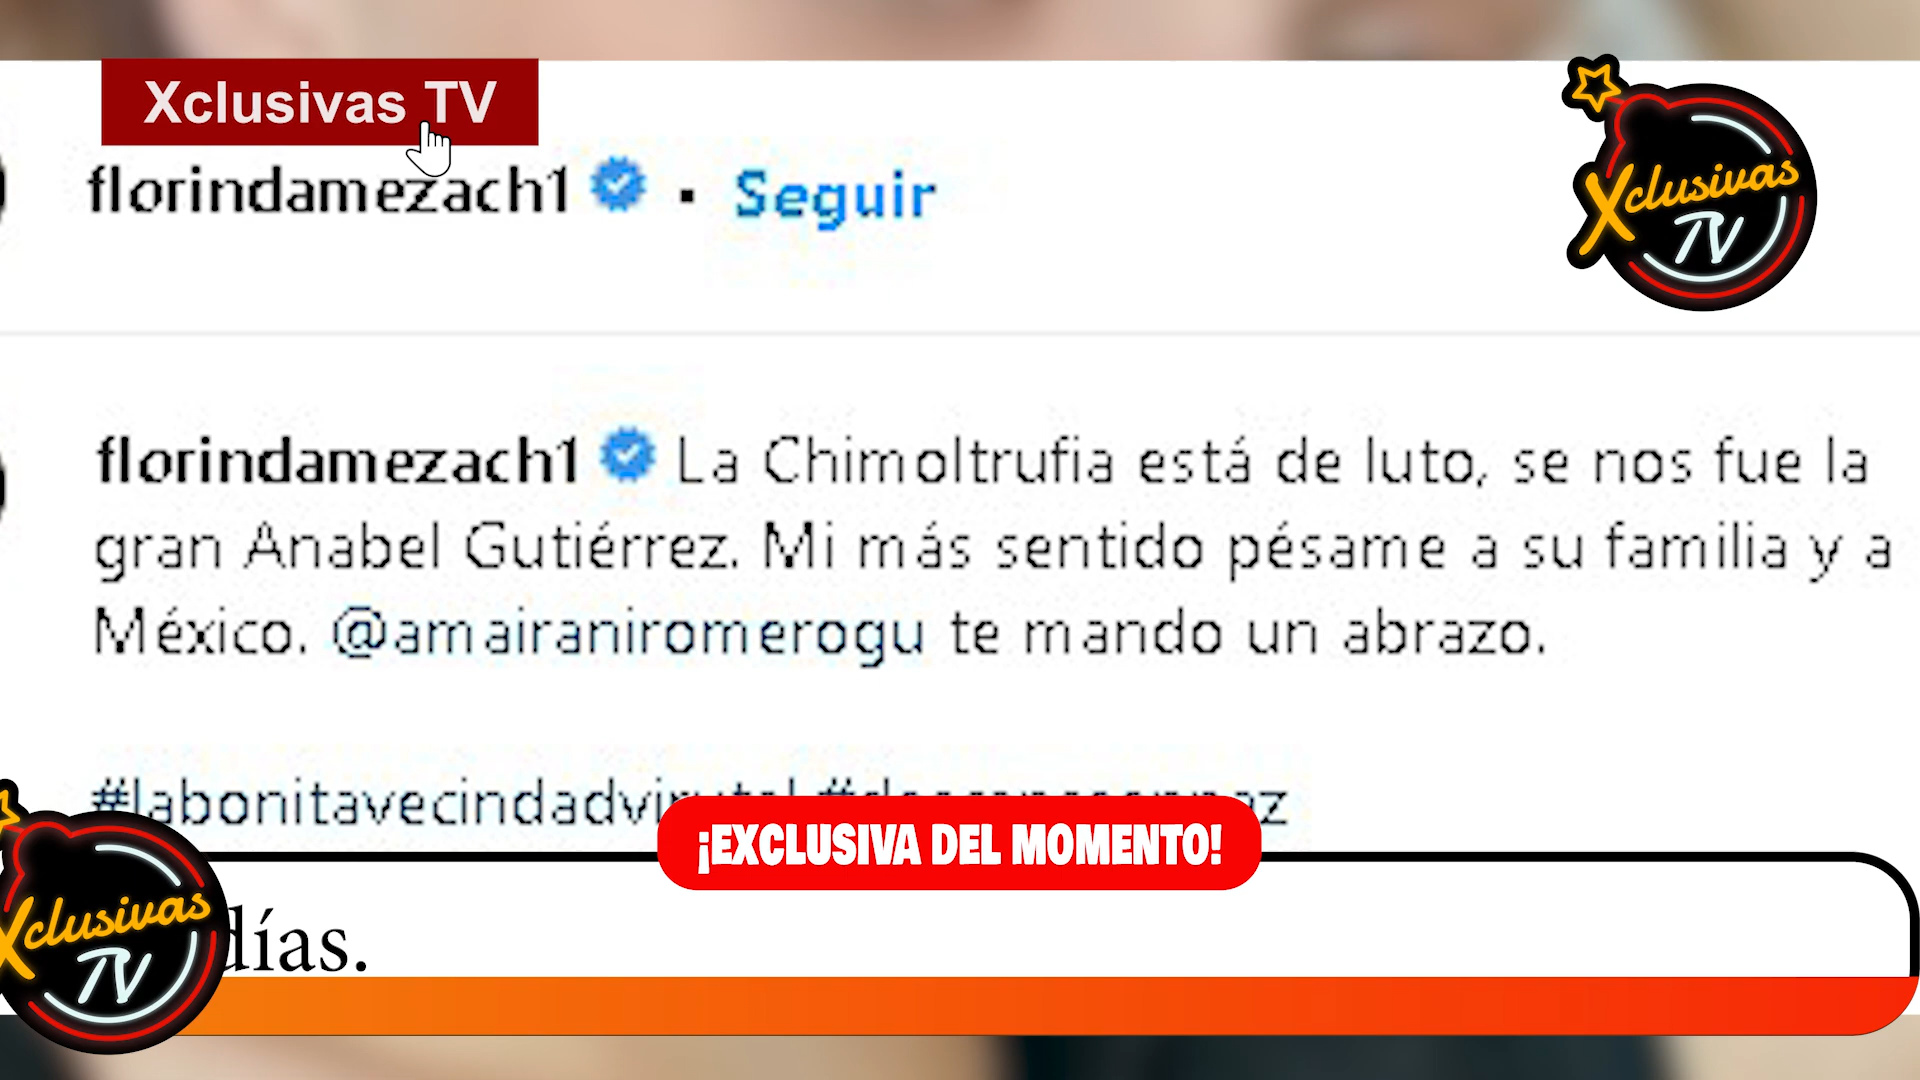 Xclusivas TV
Xclusivas
TV
florindamezach1 · Seguir
florindamezach1 La Chimoltrufia está de luto, se nos fue la
gran Anabel Gutiérrez. Mi más sentido pésame a su familia y a
México. @amairaniromerogu te mando un abrazo.
¡EXCLUSIVA DEL MOMENTO!
días.
Xclusivas
TV